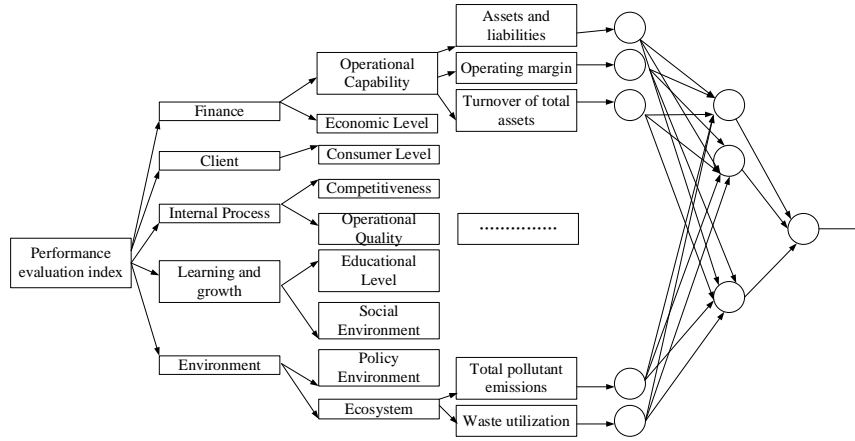 Performance
evaluation index
Finance
Client
Internal Process
Learning and
growth
Environment
Operational
Capability
Economic Level
Consumer Level
Competitiveness
Operational
Quality
Educational
Level
Social
Environment
Policy
Environment
Ecosystem
Assets and
liabilities
Operating margin
Turnover of total
assets
...............
Total pollutant
emissions
Waste utilization